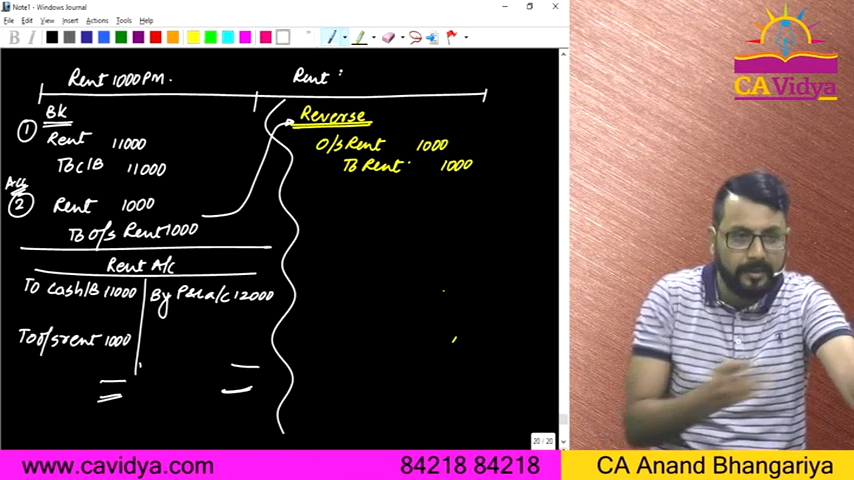 Note1 - Windows Journal
File Edit View Insert Actions Tools Help
B I
Rent 1000 PM.
Rent :
BK
1
Rent 11000
To C/B 11000
Reverse
O/s Rent 1000
To Rent 1000
2
Rent 1000
To O/s Rent 1000
Rent A/c
To cash/B 11000
By P&L a/c 12000
To o/s rent 1000
20 / 20
CA Vidya
www.cavidya.com
84218 84218
CA Anand Bhangariya